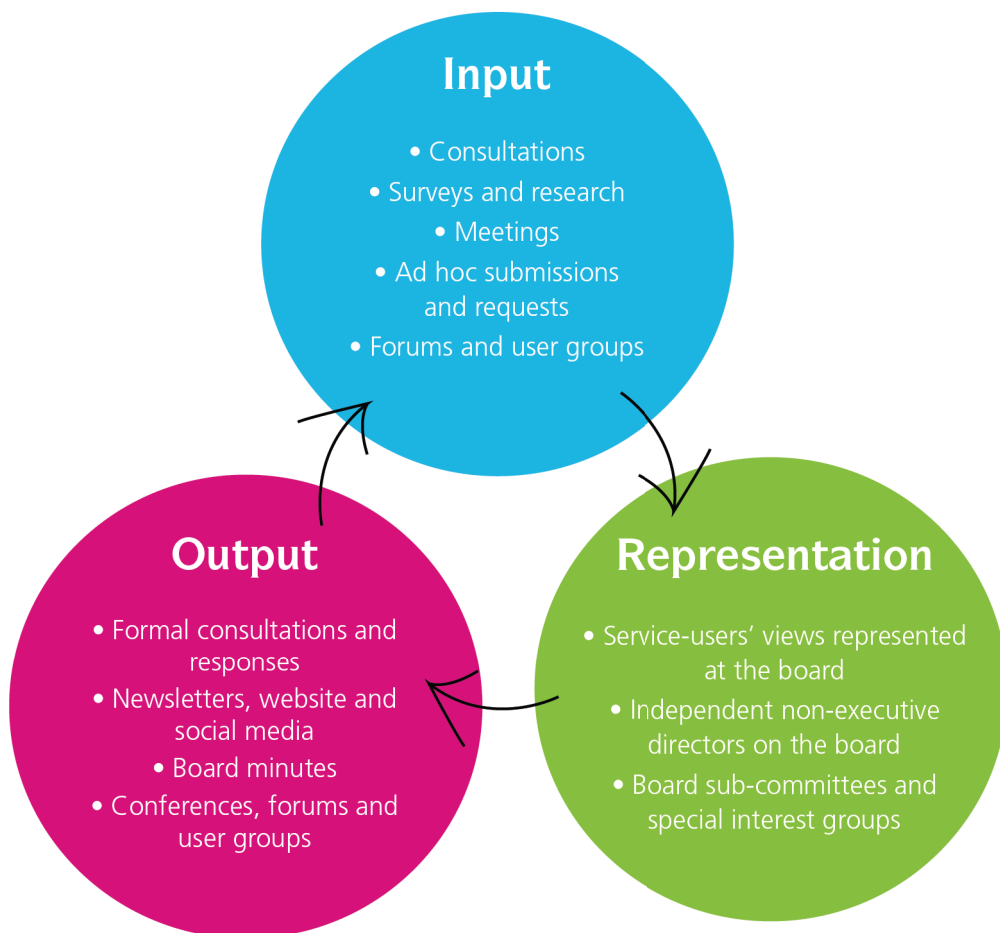 Input
• Consultations
• Surveys and research
• Meetings
• Ad hoc submissions
and requests
• Forums and user groups
Representation
• Service-users’ views represented
at the board
• Independent non-executive
directors on the board
• Board sub-committees and
special interest groups
Output
• Formal consultations and
responses
• Newsletters, website and
social media
• Board minutes
• Conferences, forums and
user groups